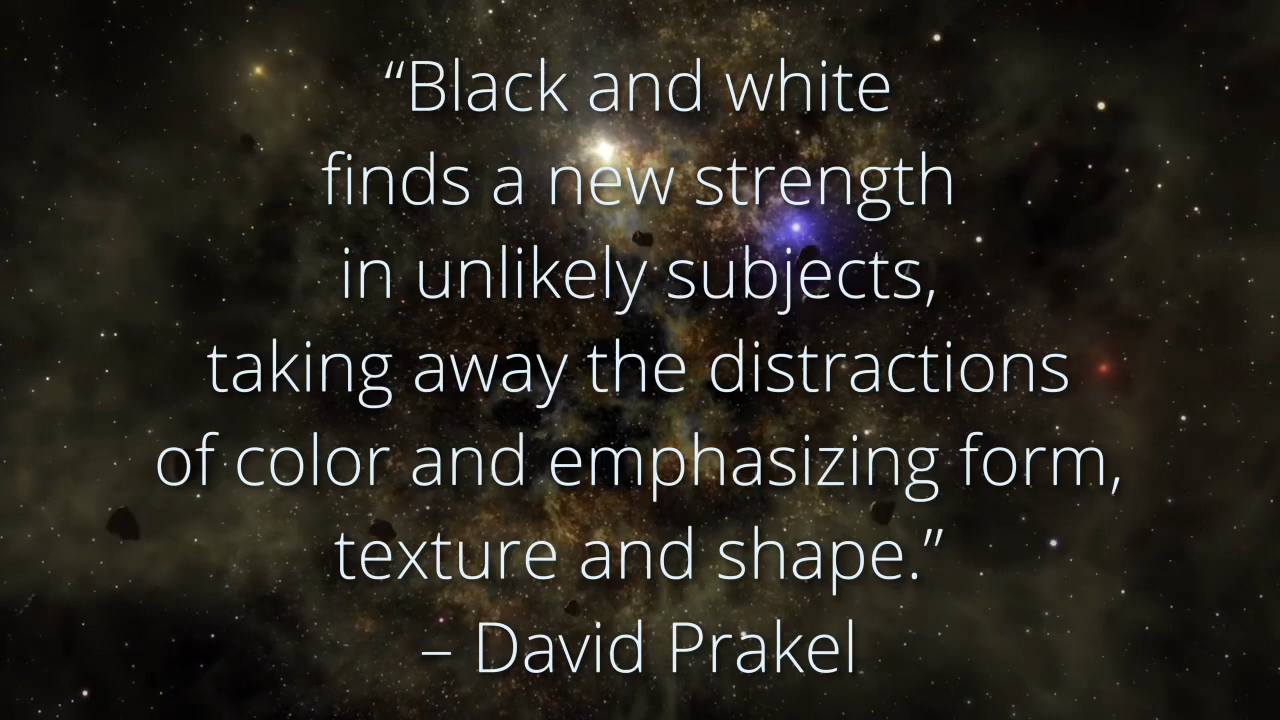 “Black and white
finds a new strength
in unlikely subjects,
taking away the distractions
of color and emphasizing form,
texture and shape.”
– David Prakel